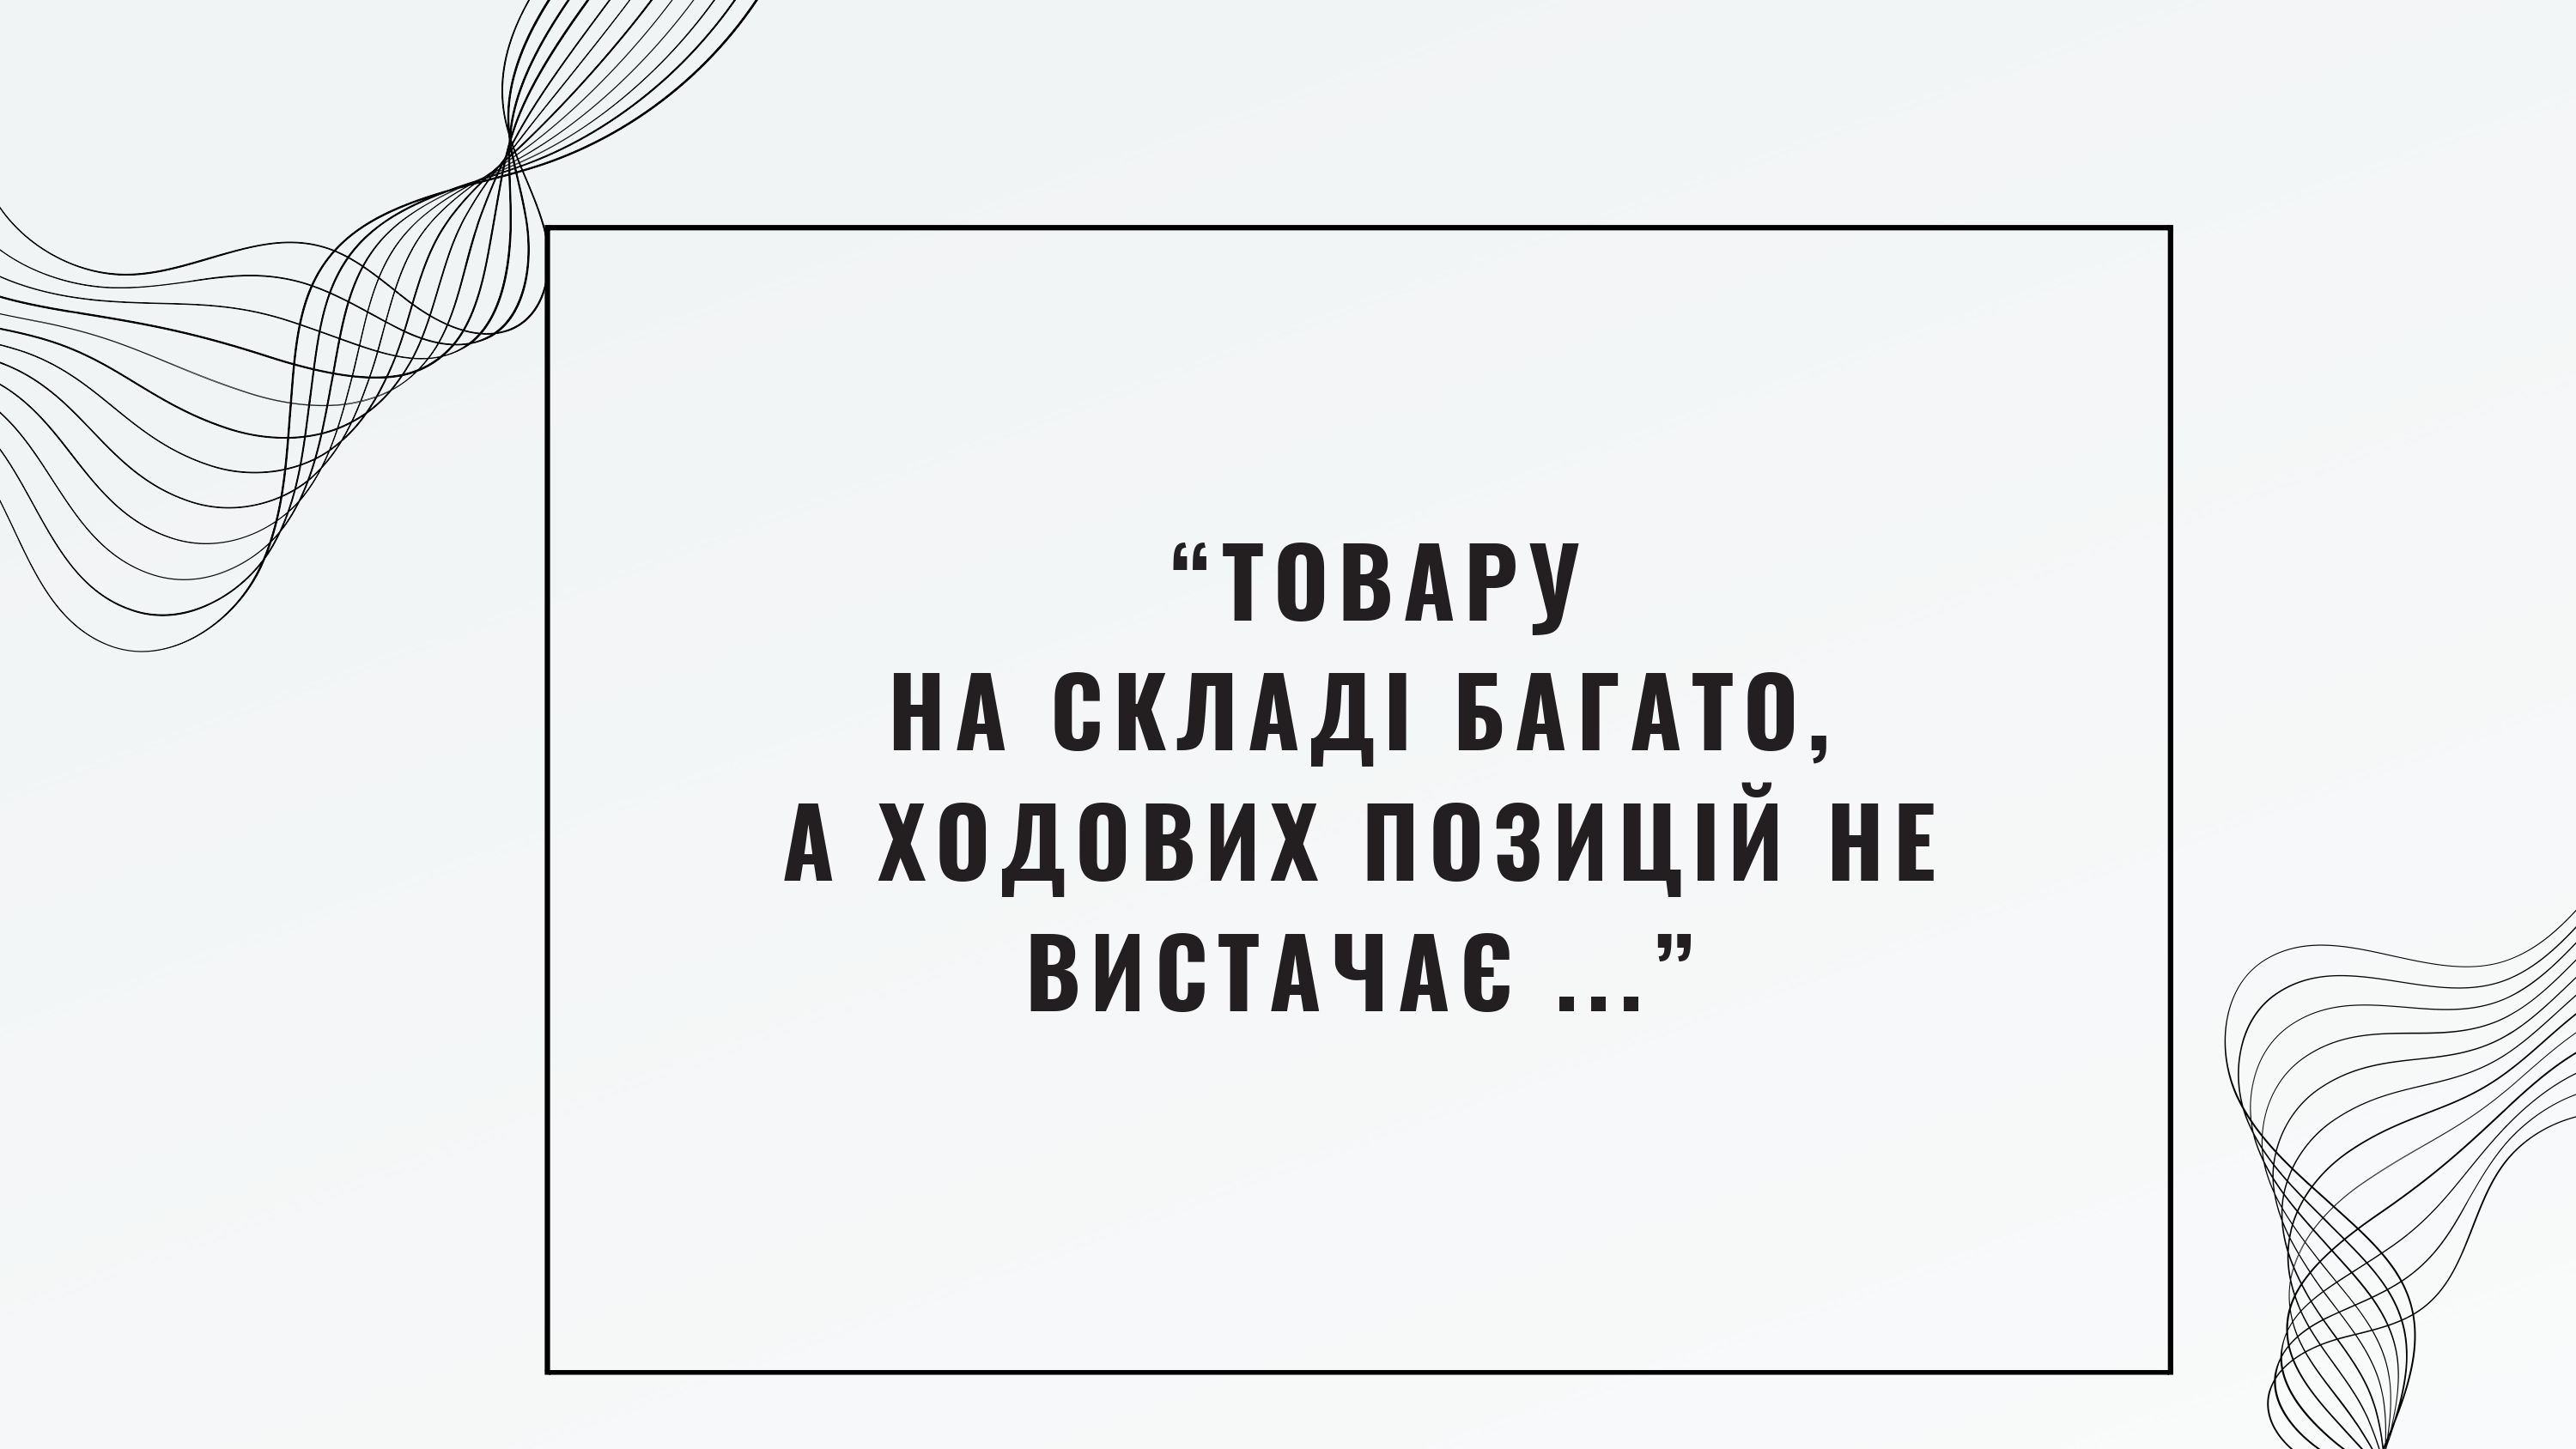 “ТОВАРУ
НА СКЛАДІ БАГАТО,
А ХОДОВИХ ПОЗИЦІЙ НЕ
ВИСТАЧАЄ ...”